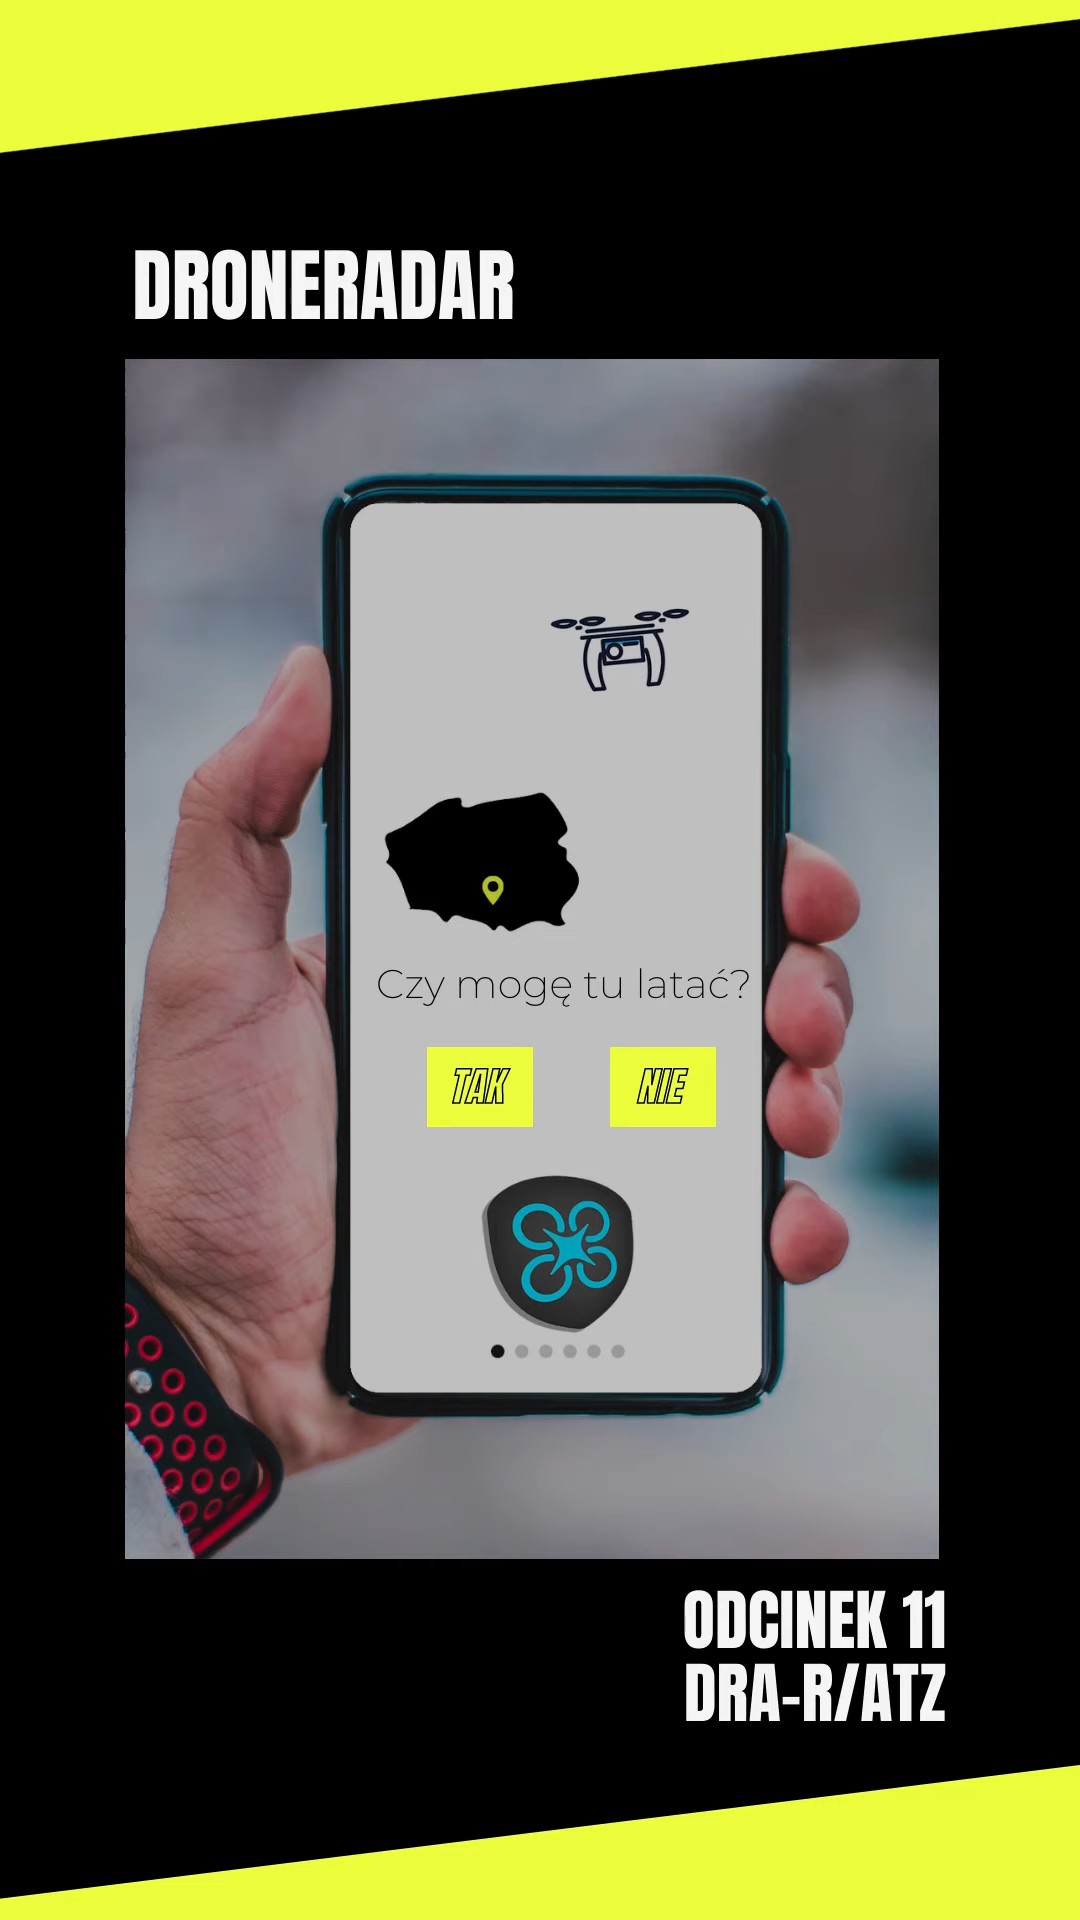 DRONERADAR
Czy mogę tu latać?
TAK NIE
ODCINEK 11
DRA-R/ATZ